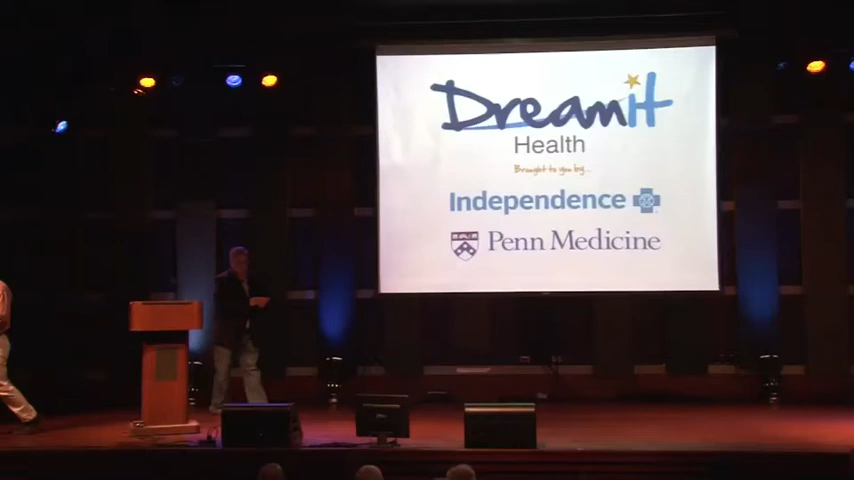 DreamIt
Health
Brought to you by...
Independence
Penn Medicine